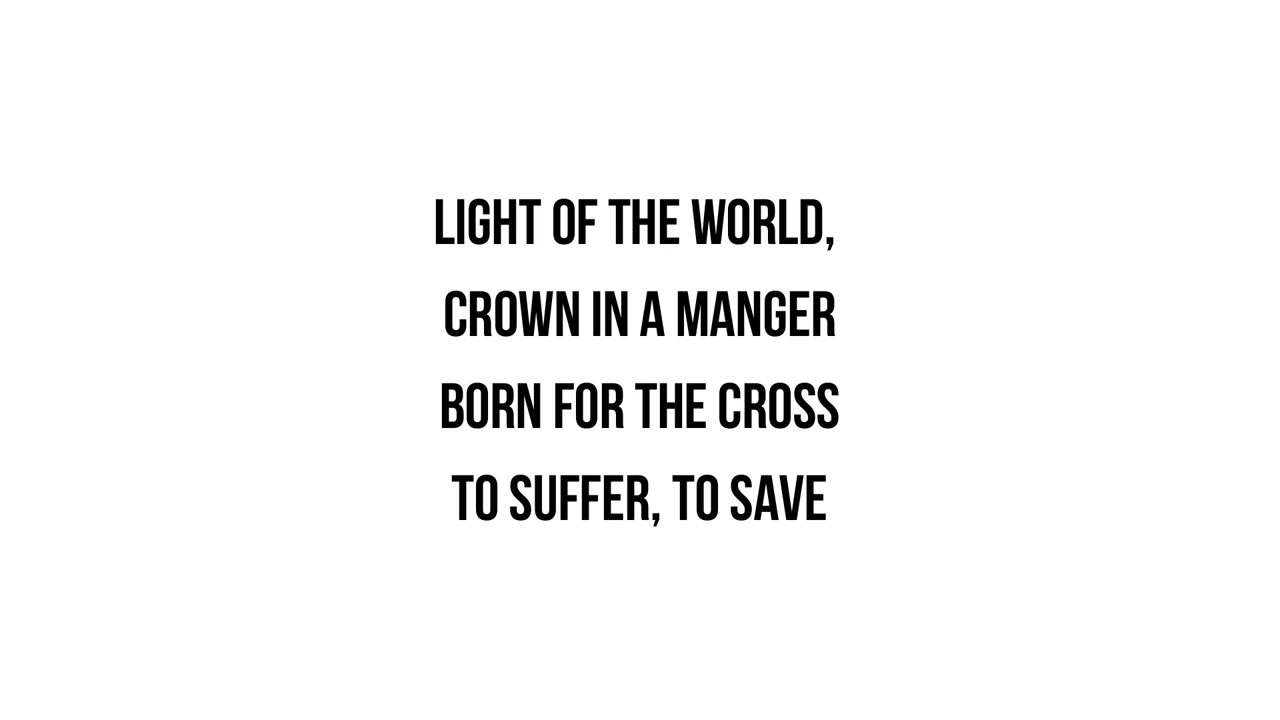 LIGHT OF THE WORLD,
CROWN IN A MANGER
BORN FOR THE CROSS
TO SUFFER, TO SAVE